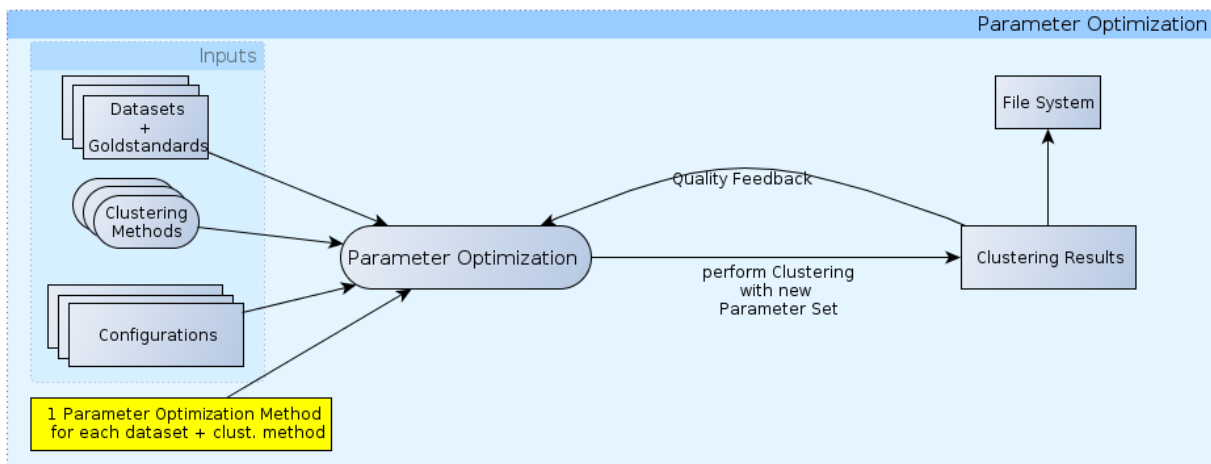 Parameter Optimization
Inputs
Datasets
+
Goldstandards
Clustering
Methods
Configurations
1 Parameter Optimization Method
for each dataset + clust. method
Parameter Optimization
Quality Feedback
perform Clustering
with new
Parameter Set
File System
Clustering Results